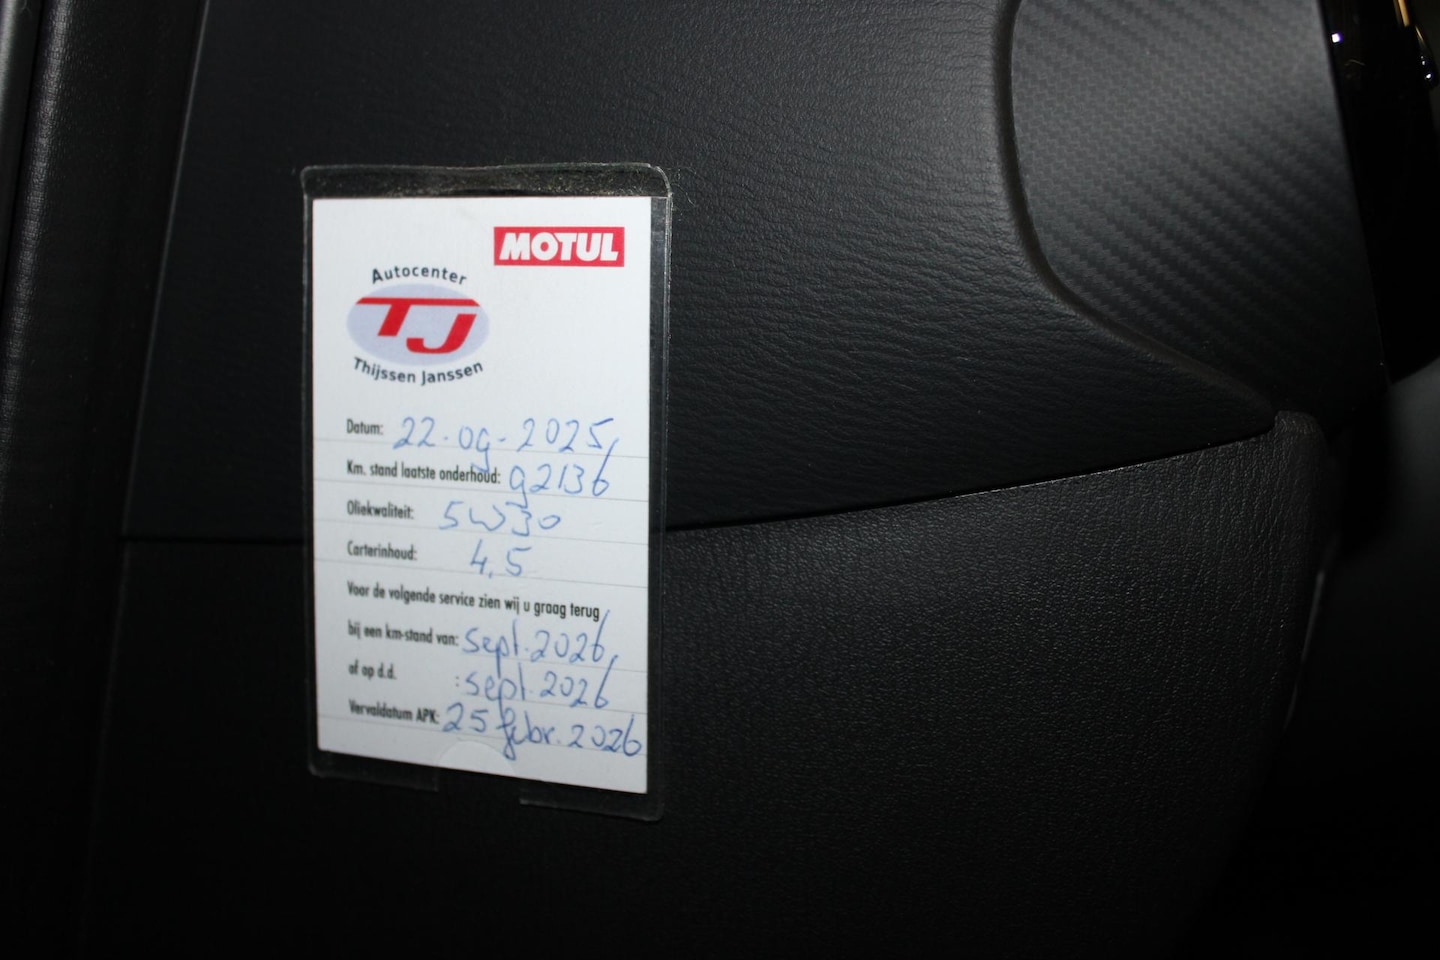 MOTUL
Autocenter
TJ
Thijssen Janssen
Datum: 22-09-2025
Km. stand laatste onderhoud: 92136
Oliekwaliteit: 5W30
Carterinhoud: 4,5
Voor de volgende service zien wij u graag terug
bij een km-stand van: sept. 2026
of op d.d. : sept. 2026
Vervaldatum APK: 25 febr. 2026